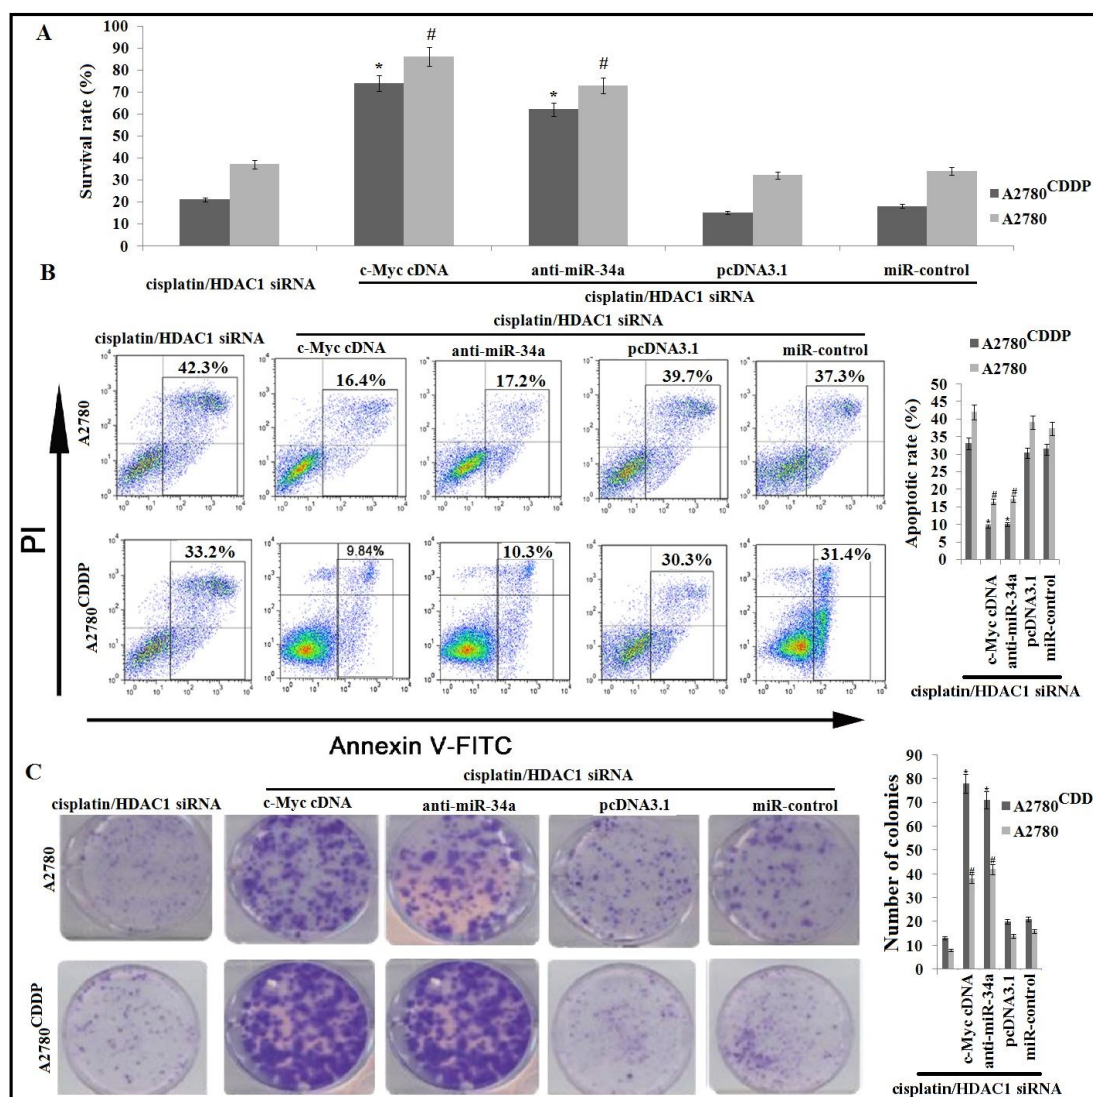 A
Survival rate (%)
100
90
80
70
60
50
40
30
20
10
0
*
#
*
#
A2780CDDP
A2780
cisplatin/HDAC1 siRNA
c-Myc cDNA
anti-miR-34a
pcDNA3.1
miR-control
cisplatin/HDAC1 siRNA
B
cisplatin/HDAC1 siRNA
cisplatin/HDAC1 siRNA
c-Myc cDNA
anti-miR-34a
pcDNA3.1
miR-control
PI
A2780
42.3%
16.4%
17.2%
39.7%
37.3%
A2780CDDP
33.2%
9.84%
10.3%
30.3%
31.4%
Annexin V-FITC
A2780CDDP
A2780
Apoptotic rate (%)
50
45
40
35
30
25
20
15
10
5
0
*
#
*
#
c-Myc cDNA
anti-miR-34a
pcDNA3.1
miR-control
cisplatin/HDAC1 siRNA
C
cisplatin/HDAC1 siRNA
cisplatin/HDAC1 siRNA
c-Myc cDNA
anti-miR-34a
pcDNA3.1
miR-control
A2780
A2780CDDP
Number of colonies
90
80
70
60
50
40
30
20
10
0
*
#
*
#
A2780CDD
A2780
c-Myc cDNA
anti-miR-34a
pcDNA3.1
miR-control
cisplatin/HDAC1 siRNA